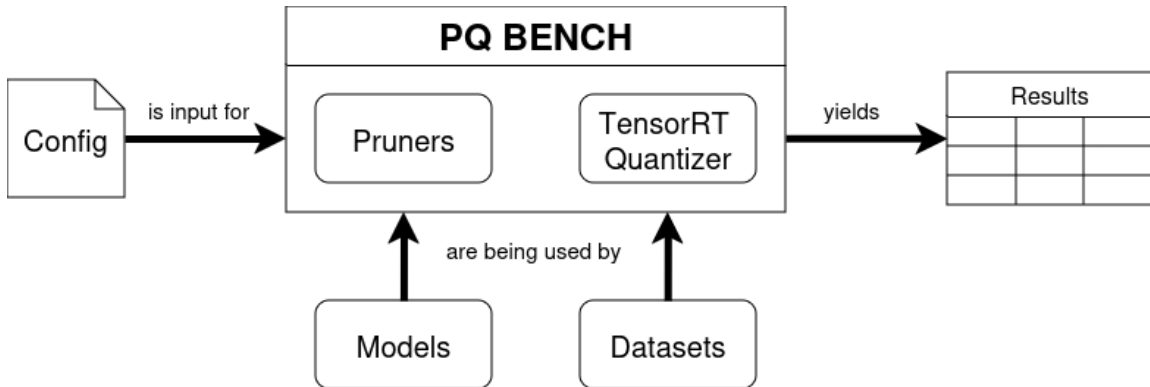 PQ BENCH
Config
is input for
Pruners
TensorRT
Quantizer
yields
Results
are being used by
Models
Datasets